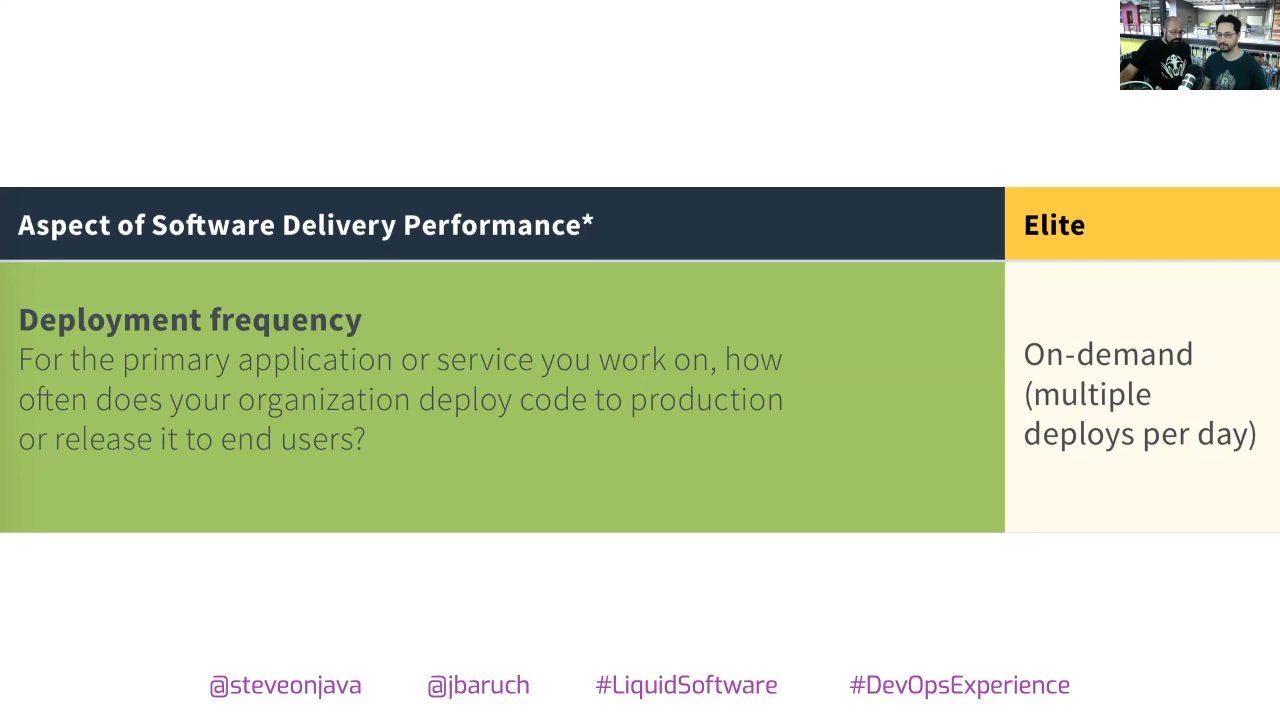 Aspect of Software Delivery Performance*
Elite
Deployment frequency
For the primary application or service you work on, how
often does your organization deploy code to production
or release it to end users?
On-demand
(multiple
deploys per day)
@steveonjava @jbaruch #LiquidSoftware #DevOpsExperience